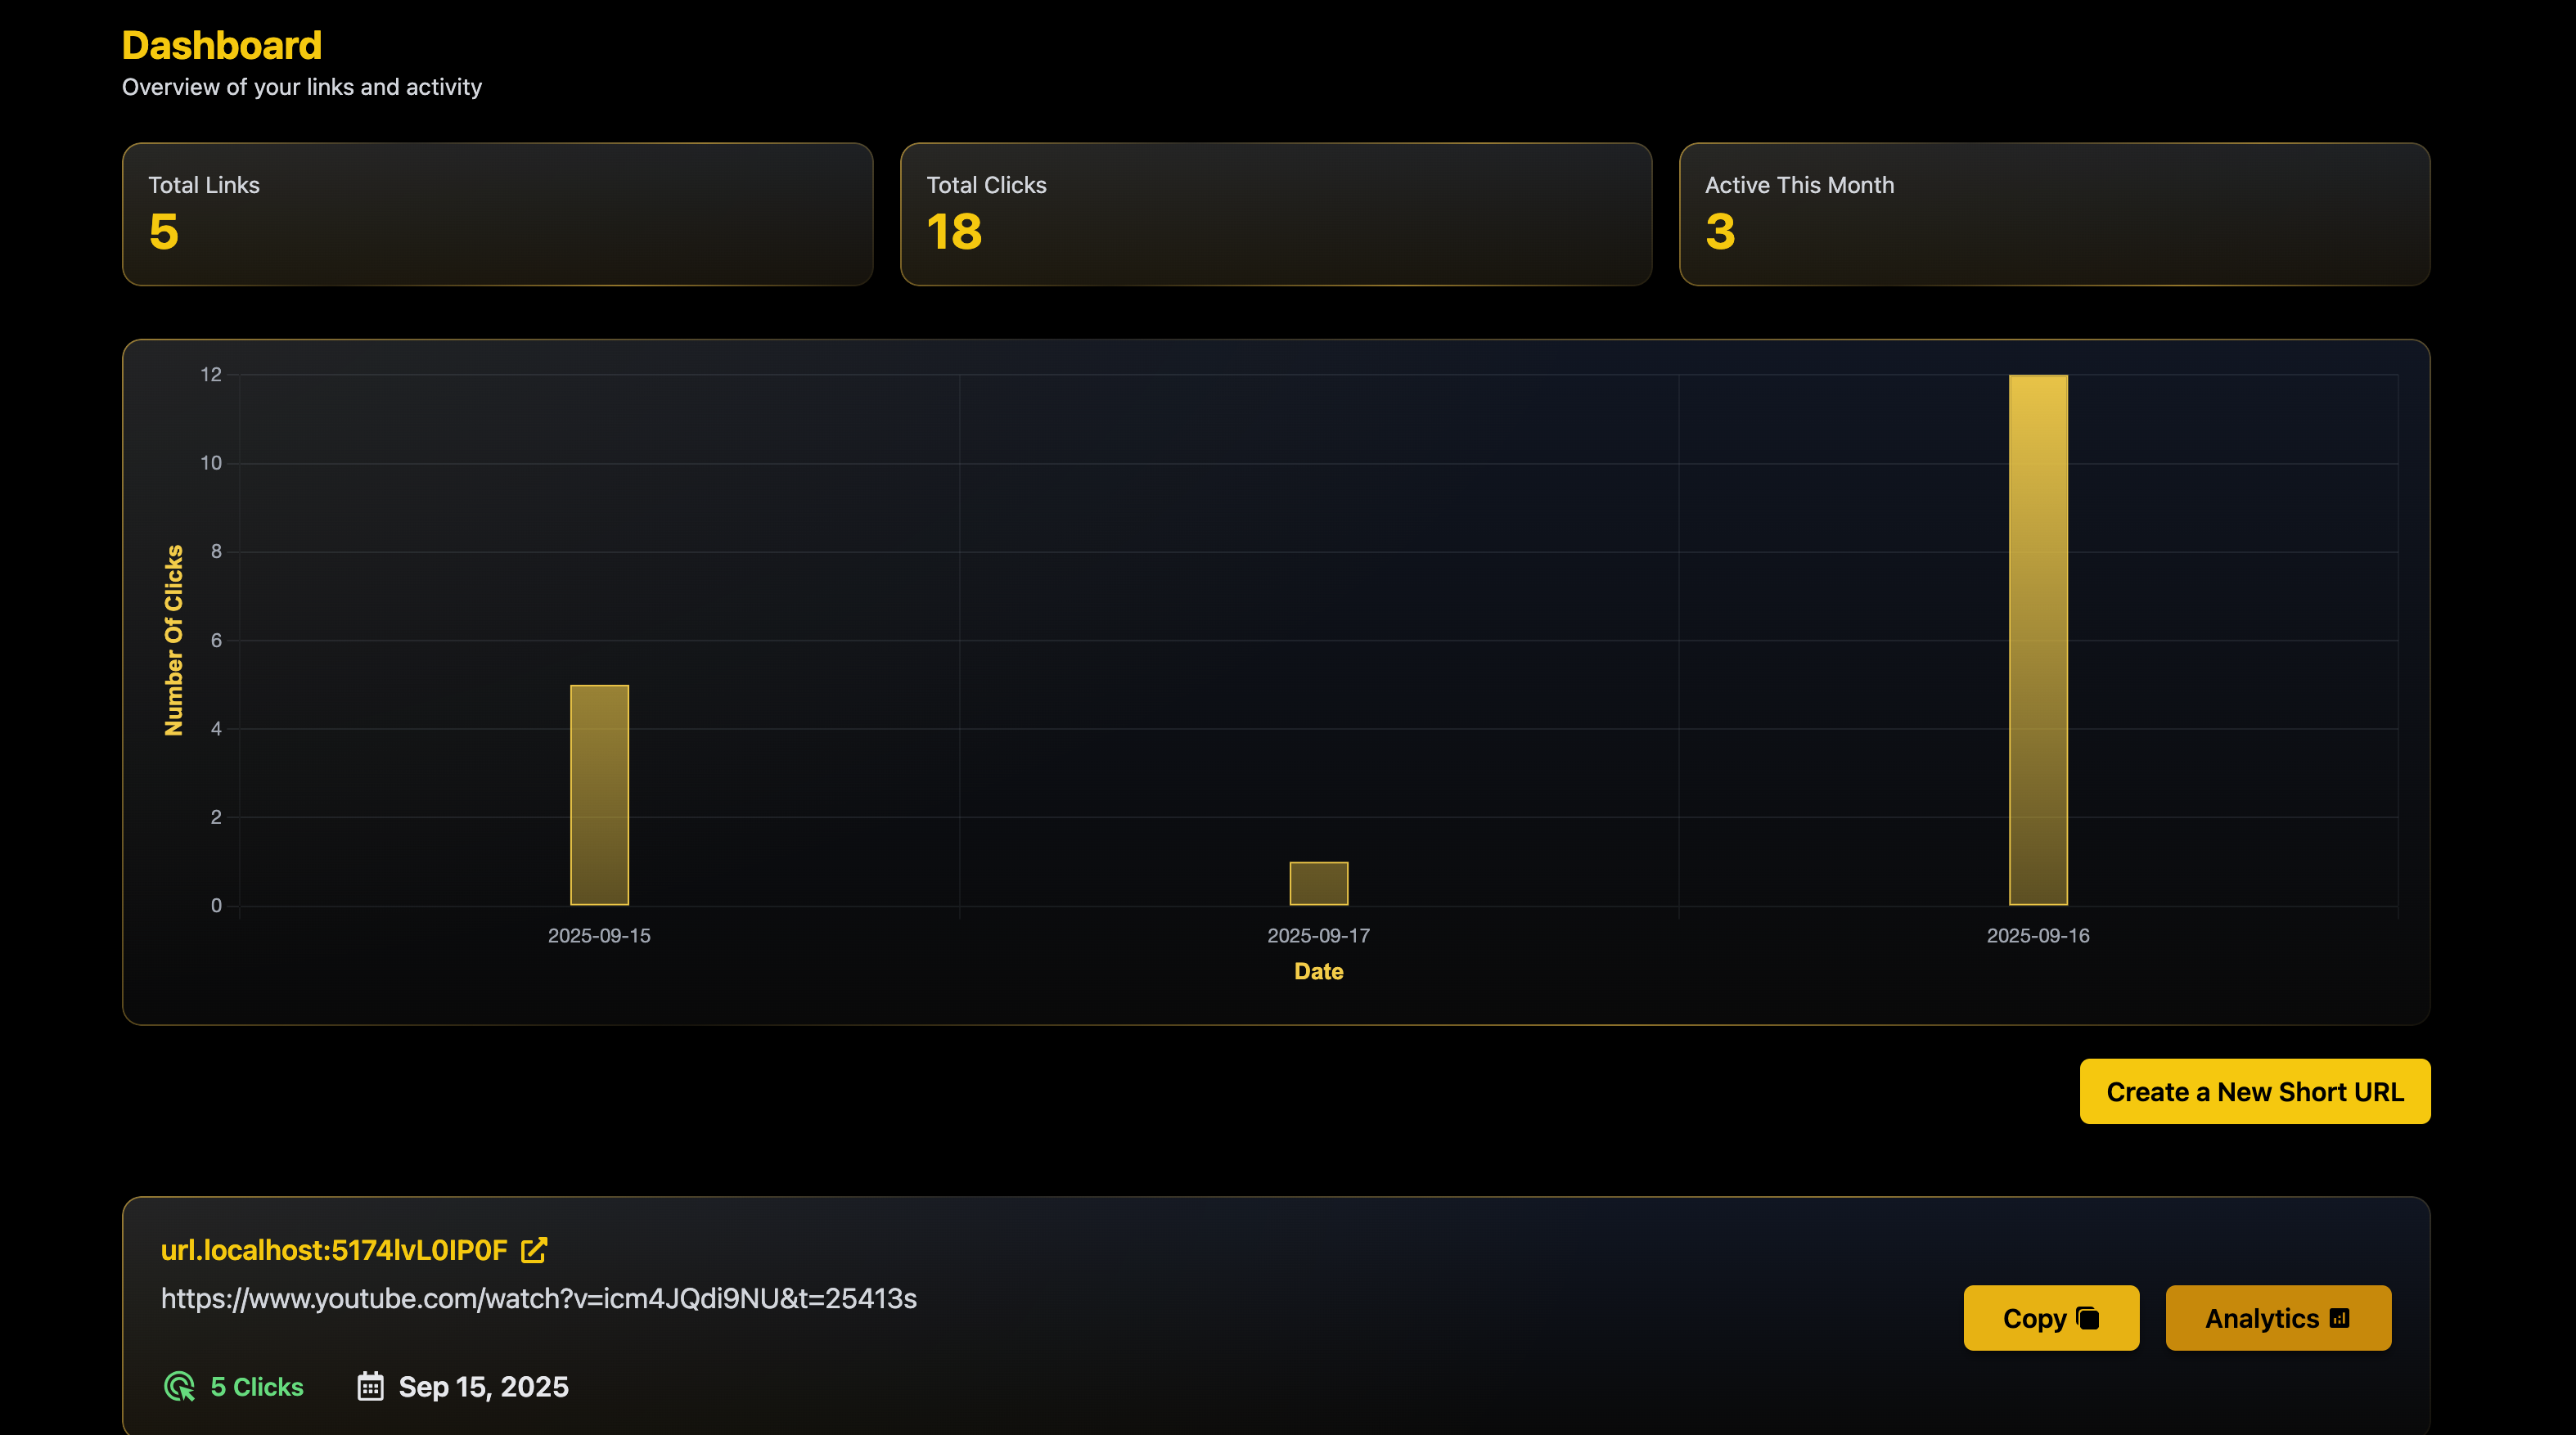 Dashboard
Overview of your links and activity
Total Links
5
Total Clicks
18
Active This Month
3
12
10
8
6
4
2
0
Number Of Clicks
2025-09-15
2025-09-17
2025-09-16
Date
Create a New Short URL
url.localhost:5174lvL0lP0F
https://www.youtube.com/watch?v=icm4JQdi9NU&t=25413s
Copy
Analytics
5 Clicks
Sep 15, 2025